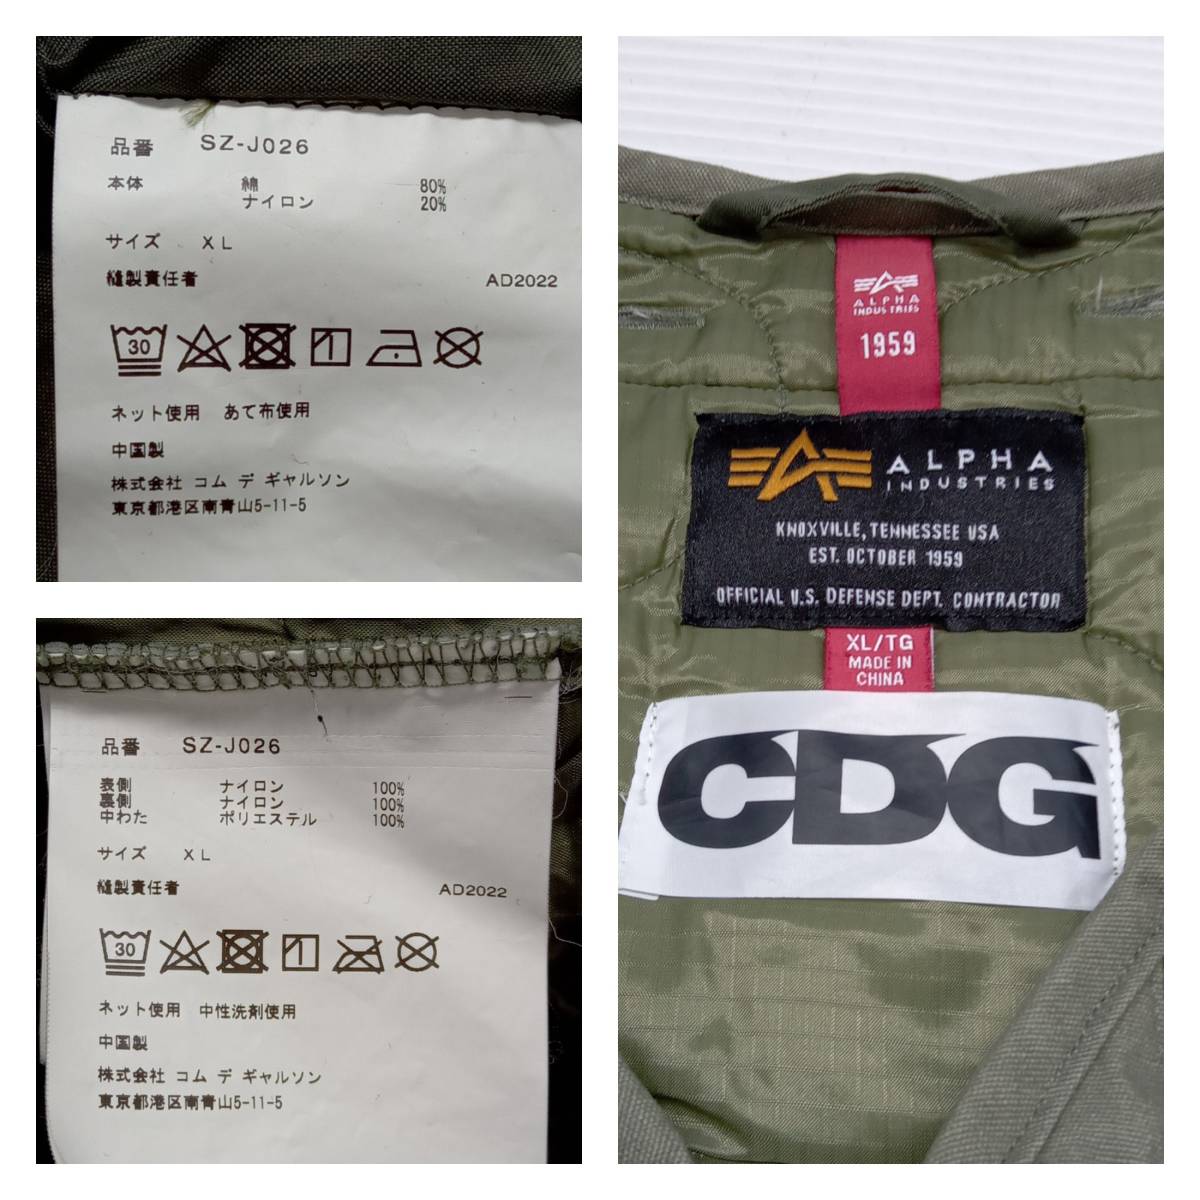 品番 SZ-J026
本体 綿 80%
ナイロン 20%
サイズ XL
縫製責任者 AD2022
30
ネット使用 あて布使用
中国製
株式会社 コム デ ギャルソン
東京都港区南青山5-11-5
品番 SZ-J026
表側 ナイロン 100%
裏側 ナイロン 100%
中わた ポリエステル 100%
サイズ XL
縫製責任者 AD2022
30
ネット使用 中性洗剤使用
中国製
株式会社 コム デ ギャルソン
東京都港区南青山5-11-5
ALPHA
INDUSTRIES
1959
ALPHA
INDUSTRIES
KNOXVILLE, TENNESSEE USA
EST. OCTOBER 1959
OFFICIAL U.S. DEFENSE DEPT. CONTRACTOR
XL/TG
MADE IN
CHINA
CDG